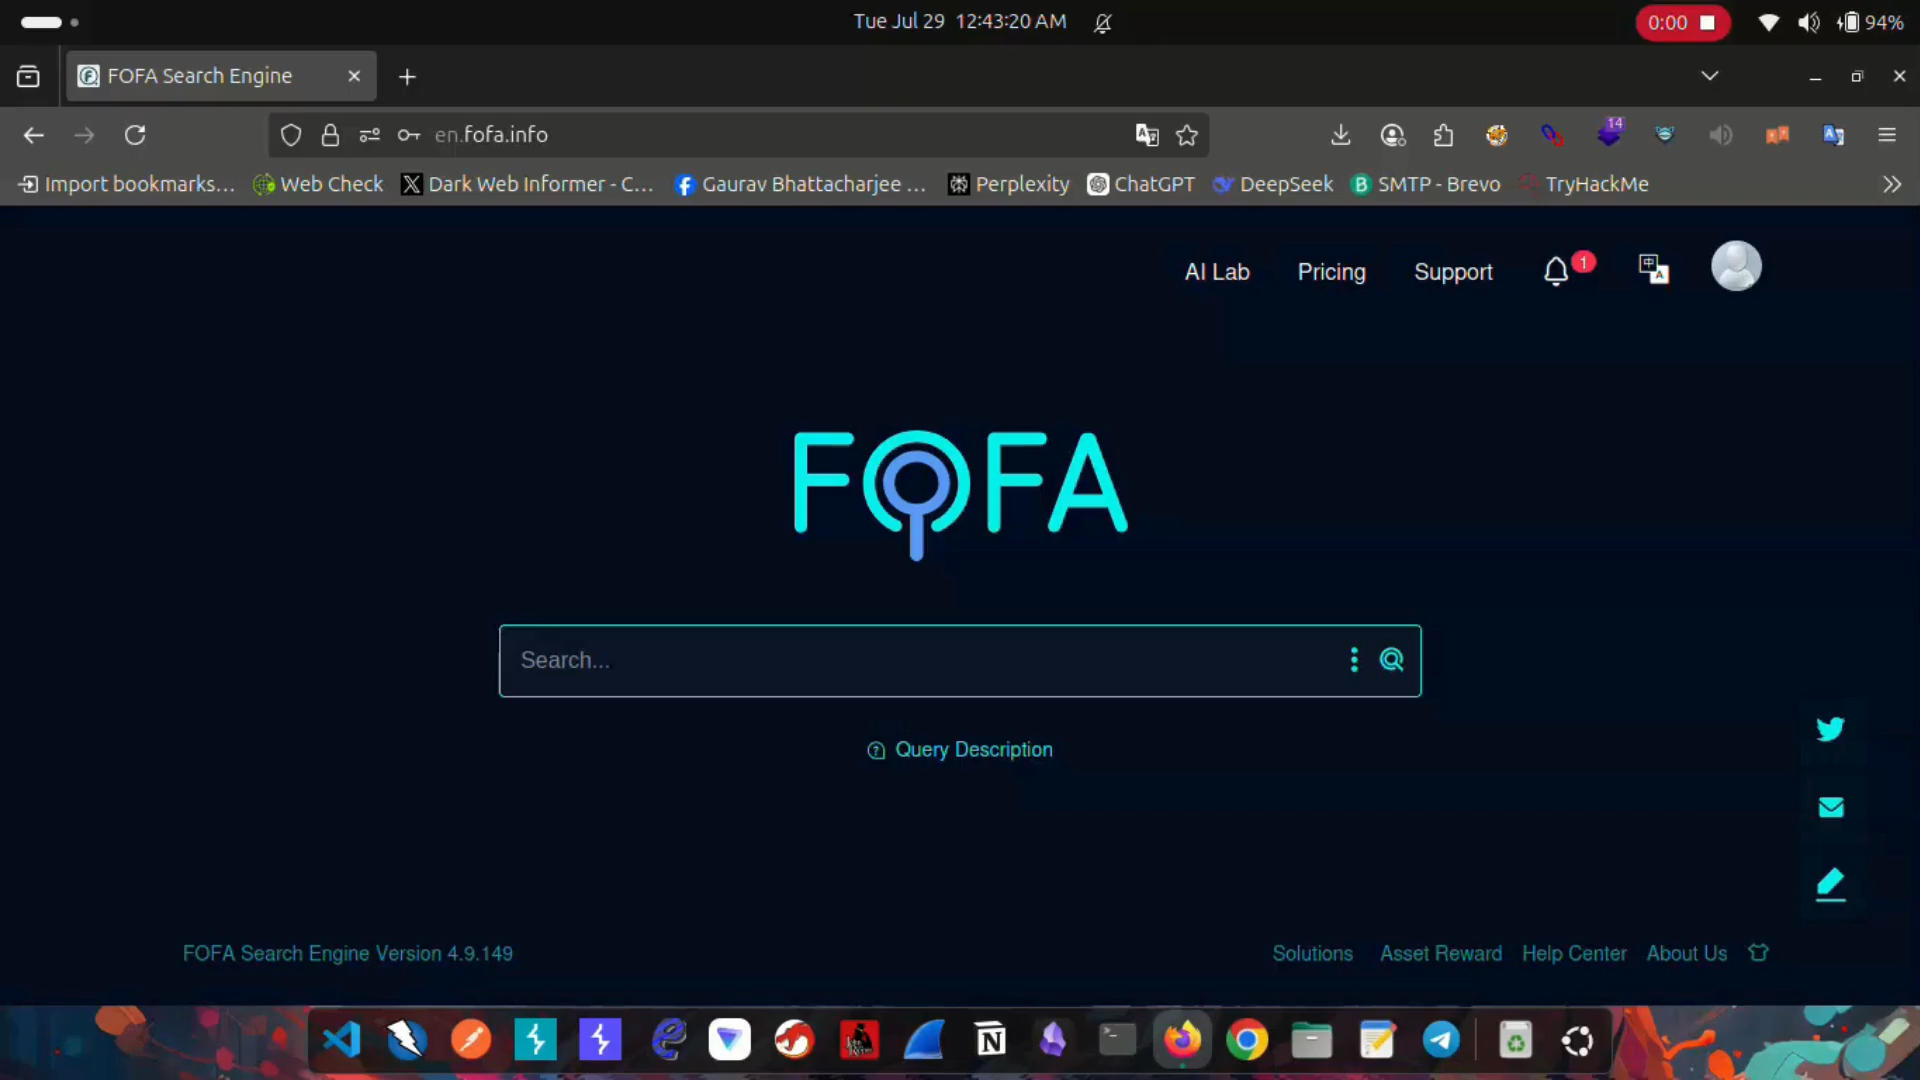 Tue Jul 29 12:43:20 AM
0:00
94%
FOFA Search Engine
en.fofa.info
14
Import bookmarks...
Web Check
Dark Web Informer - C...
Gaurav Bhattacharjee ...
Perplexity
ChatGPT
DeepSeek
SMTP - Brevo
TryHackMe
AI Lab
Pricing
Support
1
FOFA
Search...
Query Description
FOFA Search Engine Version 4.9.149
Solutions
Asset Reward
Help Center
About Us